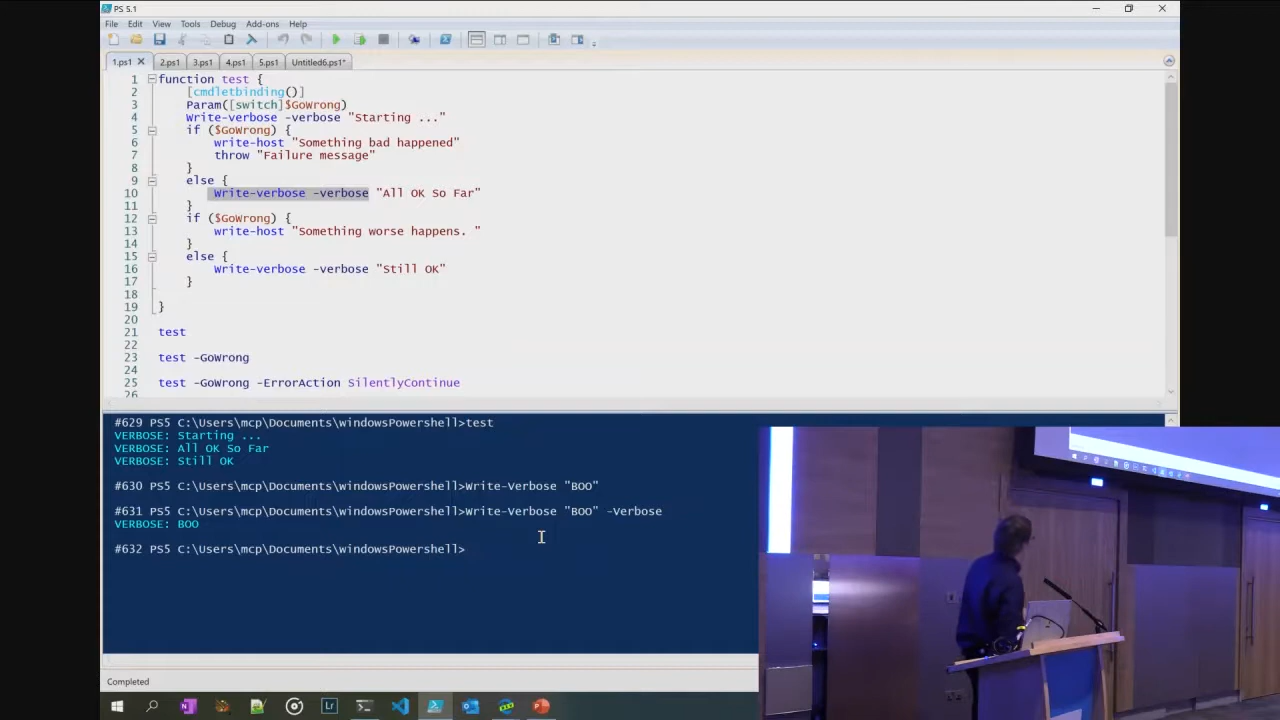 PS 5.1
File Edit View Tools Debug Add-ons Help
1.ps1 2.ps1 3.ps1 4.ps1 5.ps1 Untitled6.ps1*
1 function test {
2 [cmdletbinding()]
3 Param([switch]$GoWrong)
4 Write-verbose -verbose "Starting ..."
5 if ($GoWrong) {
6 write-host "Something bad happened"
7 throw "Failure message"
8 }
9 else {
10 Write-verbose -verbose "All OK So Far"
11 }
12 if ($GoWrong) {
13 write-host "Something worse happens. "
14 }
15 else {
16 Write-verbose -verbose "Still OK"
17 }
18
19 }
20
21 test
22
23 test -GoWrong
24
25 test -GoWrong -ErrorAction SilentlyContinue
26
#629 PS5 C:\Users\mcp\Documents\windowsPowershell>test
VERBOSE: Starting ...
VERBOSE: All OK So Far
VERBOSE: Still OK
#630 PS5 C:\Users\mcp\Documents\windowsPowershell>Write-Verbose "BOO"
#631 PS5 C:\Users\mcp\Documents\windowsPowershell>Write-Verbose "BOO" -Verbose
VERBOSE: BOO
#632 PS5 C:\Users\mcp\Documents\windowsPowershell>
Completed